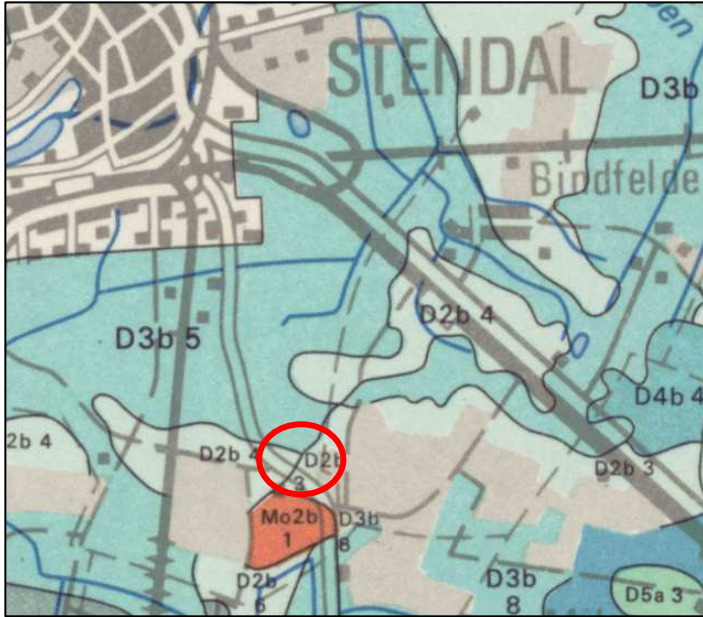 STENDAL
D3b
Bindfelde
D2b 4
D3b 5
D4b 4
2b 4
D2b 4
D2b
3
D2b 3
Mo2b
1
D3b
8
D2b
6
D3b
8
D5a 3